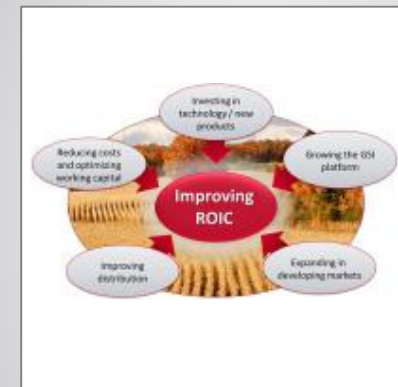 Investing in
technology / new
products
Reducing costs
and optimizing
working capital
Growing the GSI
platform
Improving
ROIC
Improving
distribution
Expanding in
developing markets